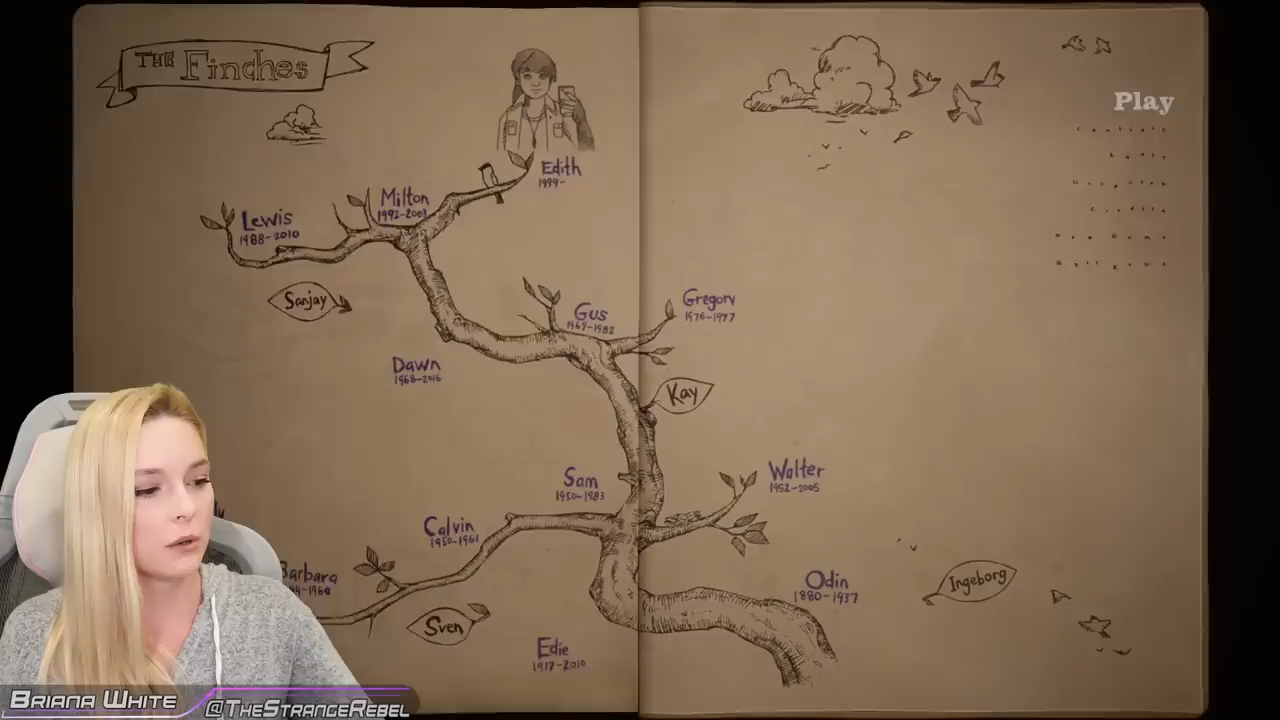 THE Finches
Play
Edith
1999-
Milton
1992-2003
Lewis
1988-2010
Sanjay
Gus
1969-1982
Gregory
1976-1977
Dawn
1968-2016
Kay
Sam
1950-1983
Walter
1952-2005
Calvin
1950-1961
Barbara
1960
Odin
1880-1937
Ingeborg
Sven
Edie
1917-2010
BRIANA WHITE
@THESTRANGEREBEL